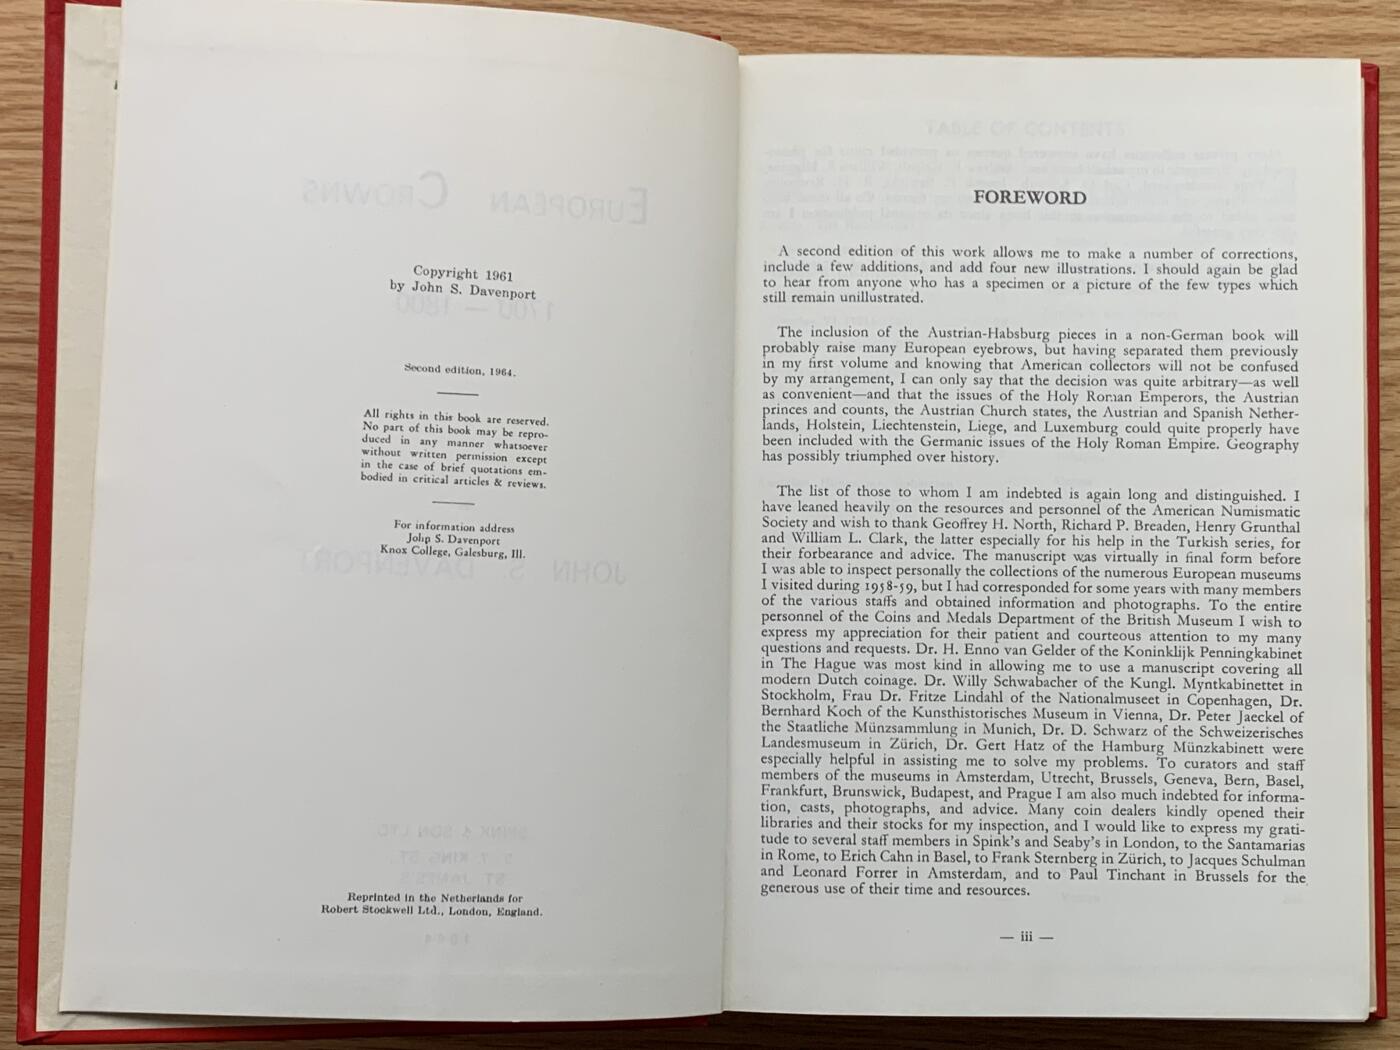 Copyright 1961
by John S. Davenport
Second edition, 1964.
All rights in this book are reserved.
No part of this book may be repro-
duced in any manner whatsoever
without written permission except
in the case of brief quotations em-
bodied in critical articles & reviews.
For information address
John S. Davenport
Knox College, Galesburg, Ill.
Reprinted in the Netherlands for
Robert Stockwell Ltd., London, England.
FOREWORD
A second edition of this work allows me to make a number of corrections,
include a few additions, and add four new illustrations. I should again be glad
to hear from anyone who has a specimen or a picture of the few types which
still remain unillustrated.
The inclusion of the Austrian-Habsburg pieces in a non-German book will
probably raise many European eyebrows, but having separated them previously
in my first volume and knowing that American collectors will not be confused
by my arrangement, I can only say that the decision was quite arbitrary—as well
as convenient—and that the issues of the Holy Roman Emperors, the Austrian
princes and counts, the Austrian Church states, the Austrian and Spanish Nether-
lands, Holstein, Liechtenstein, Liege, and Luxemburg could quite properly have
been included with the Germanic issues of the Holy Roman Empire. Geography
has possibly triumphed over history.
The list of those to whom I am indebted is again long and distinguished. I
have leaned heavily on the resources and personnel of the American Numismatic
Society and wish to thank Geoffrey H. North, Richard P. Breaden, Henry Grunthal
and William L. Clark, the latter especially for his help in the Turkish series, for
their forbearance and advice. The manuscript was virtually in final form before
I was able to inspect personally the collections of the numerous European museums
I visited during 1958-59, but I had corresponded for some years with many members
of the various staffs and obtained information and photographs. To the entire
personnel of the Coins and Medals Department of the British Museum I wish to
express my appreciation for their patient and courteous attention to my many
questions and requests. Dr. H. Enno van Gelder of the Koninklijk Penningkabinet
in The Hague was most kind in allowing me to use a manuscript covering all
modern Dutch coinage. Dr. Willy Schwabacher of the Kungl. Myntkabinettet in
Stockholm, Frau Dr. Fritze Lindahl of the Nationalmuseet in Copenhagen, Dr.
Bernhard Koch of the Kunsthistorisches Museum in Vienna, Dr. Peter Jaeckel of
the Staatliche Münzsammlung in Munich, Dr. D. Schwarz of the Schweizerisches
Landesmuseum in Zürich, Dr. Gert Hatz of the Hamburg Münzkabinett were
especially helpful in assisting me to solve my problems. To curators and staff
members of the museums in Amsterdam, Utrecht, Brussels, Geneva, Bern, Basel,
Frankfurt, Brunswick, Budapest, and Prague I am also much indebted for informa-
tion, casts, photographs, and advice. Many coin dealers kindly opened their
libraries and their stocks for my inspection, and I would like to express my grati-
tude to several staff members in Spink's and Seaby's in London, to the Santamarias
in Rome, to Erich Cahn in Basel, to Frank Sternberg in Zürich, to Jacques Schulman
and Leonard Forrer in Amsterdam, and to Paul Tinchant in Brussels for the
generous use of their time and resources.
— iii —